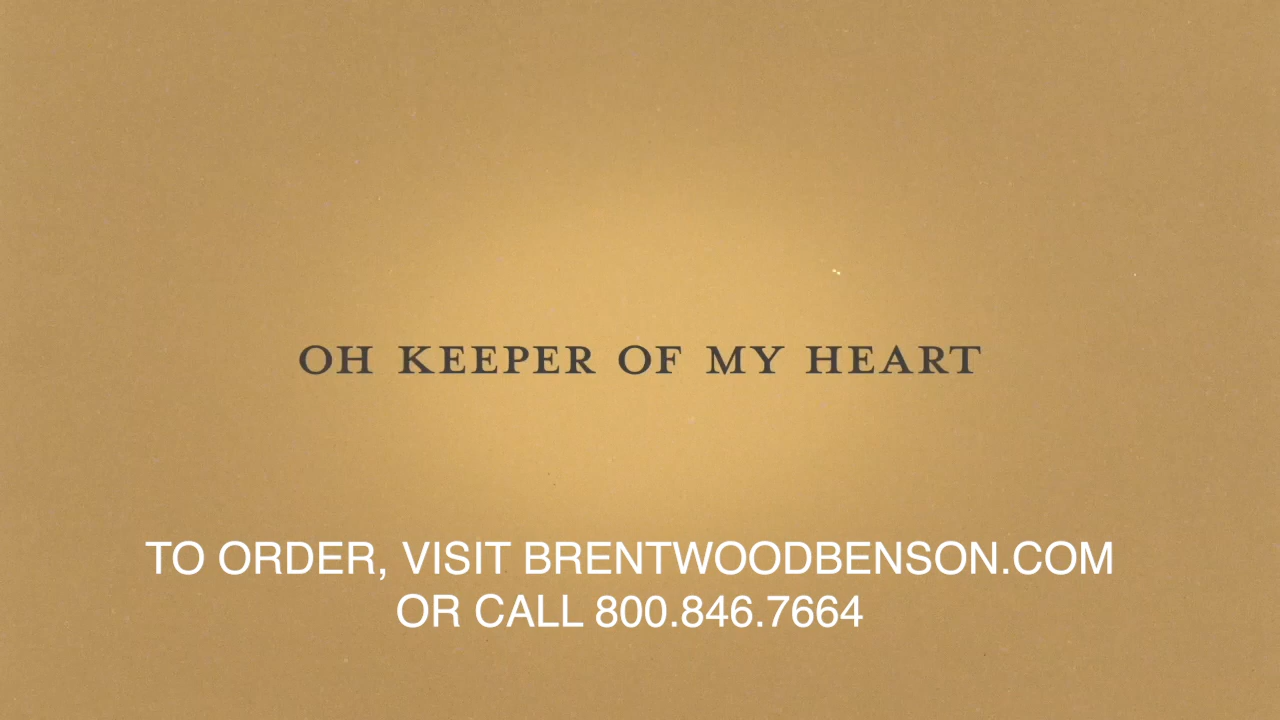 OH KEEPER OF MY HEART
TO ORDER, VISIT BRENTWOODBENSON.COM
OR CALL 800.846.7664